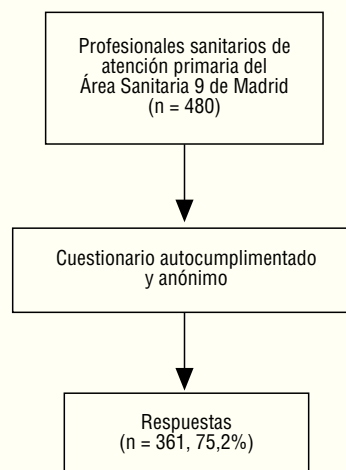 Profesionales sanitarios de
atención primaria del
Área Sanitaria 9 de Madrid
(n = 480)
Cuestionario autocumplimentado
y anónimo
Respuestas
(n = 361, 75,2%)